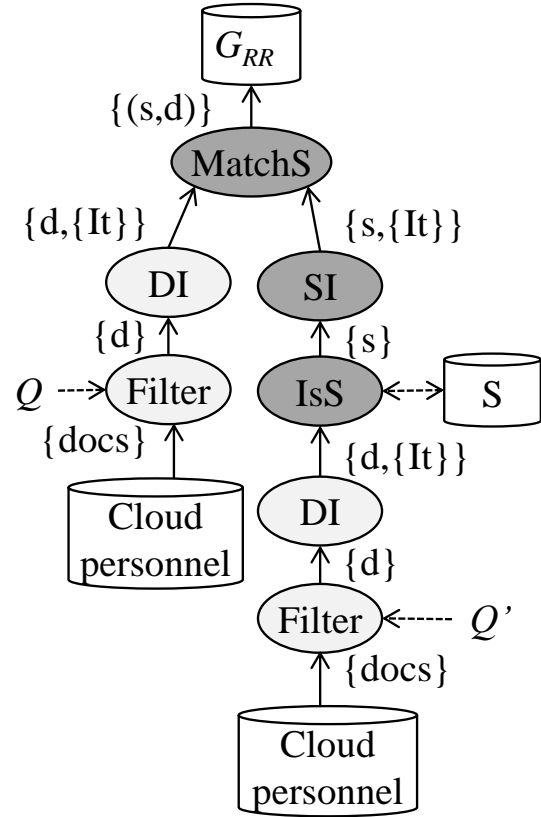 G_RR
{(s,d)}
MatchS
{d,{It}}
{s,{It}}
DI
SI
{d}
{s}
Q
Filter
IsS
S
{docs}
{d,{It}}
Cloud
personnel
DI
{d}
Filter
Q’
{docs}
Cloud
personnel